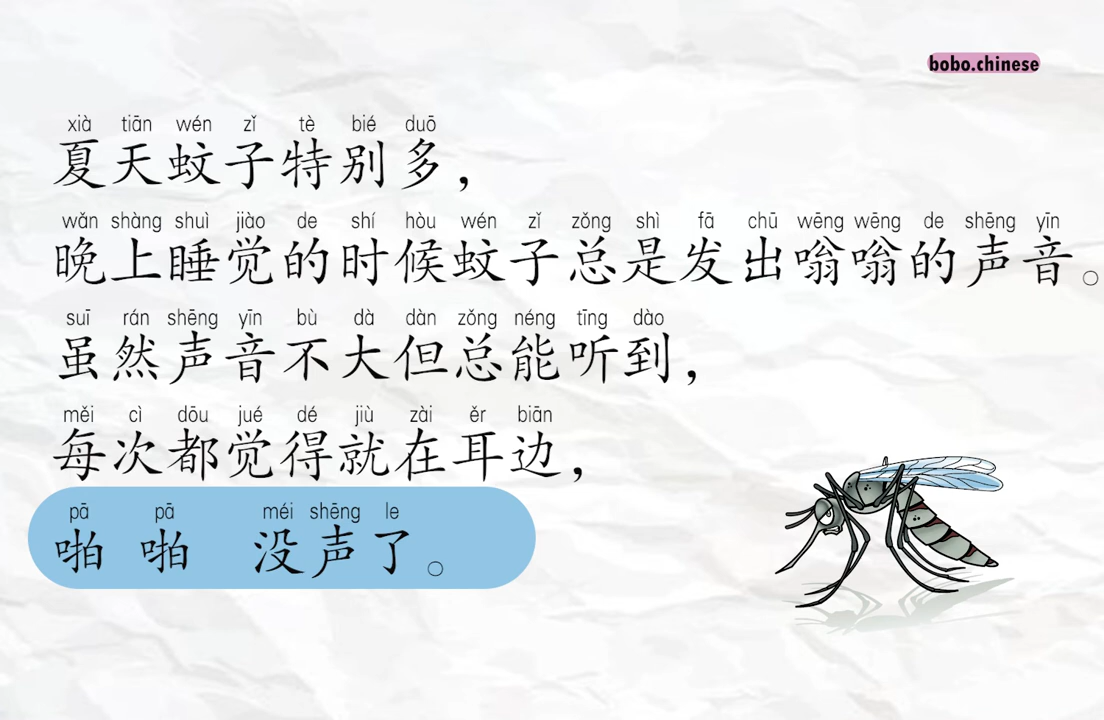 bobo.chinese
xià tiān wén zǐ tè bié duō
夏天蚊子特别多，
wǎn shàng shuì jiào de shí hòu wén zǐ zǒng shì fā chū wēng wēng de shēng yīn
晚上睡觉的时候蚊子总是发出嗡嗡的声音。
suī rán shēng yīn bù dà dàn zǒng néng tīng dào
虽然声音不大但总能听到，
měi cì dōu jué dé jiù zài ěr biān
每次都觉得就在耳边，
pā pā méi shēng le
啪 啪 没声了。